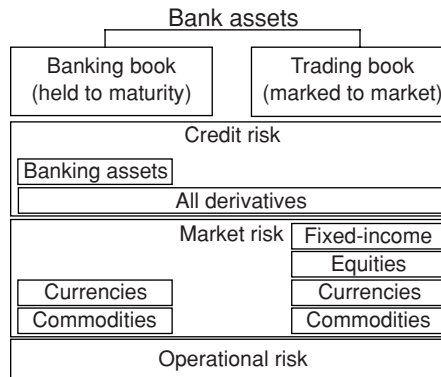 Bank assets
Banking book
(held to maturity)
Trading book
(marked to market)
Credit risk
Banking assets
All derivatives
Market risk
Fixed-income
Equities
Currencies
Currencies
Commodities
Commodities
Operational risk